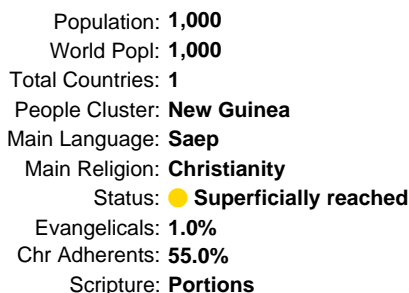 Population: 1,000
World Popl: 1,000
Total Countries: 1
People Cluster: New Guinea
Main Language: Saep
Main Religion: Christianity
Status: Superficially reached
Evangelicals: 1.0%
Chr Adherents: 55.0%
Scripture: Portions